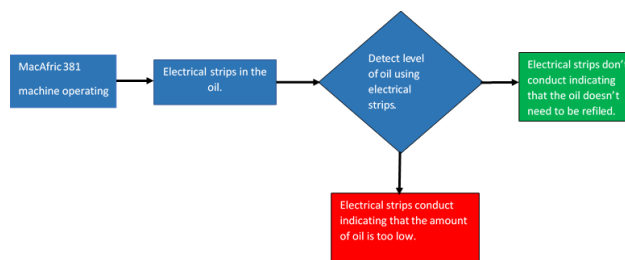 MacAfric 381
machine operating
Electrical strips in the
oil.
Detect level
of oil using
electrical
strips.
Electrical strips don'
conduct indicating
that the oil doesn't
need to be refiled.
Electrical strips conduct
indicating that the amount
of oil is too low.